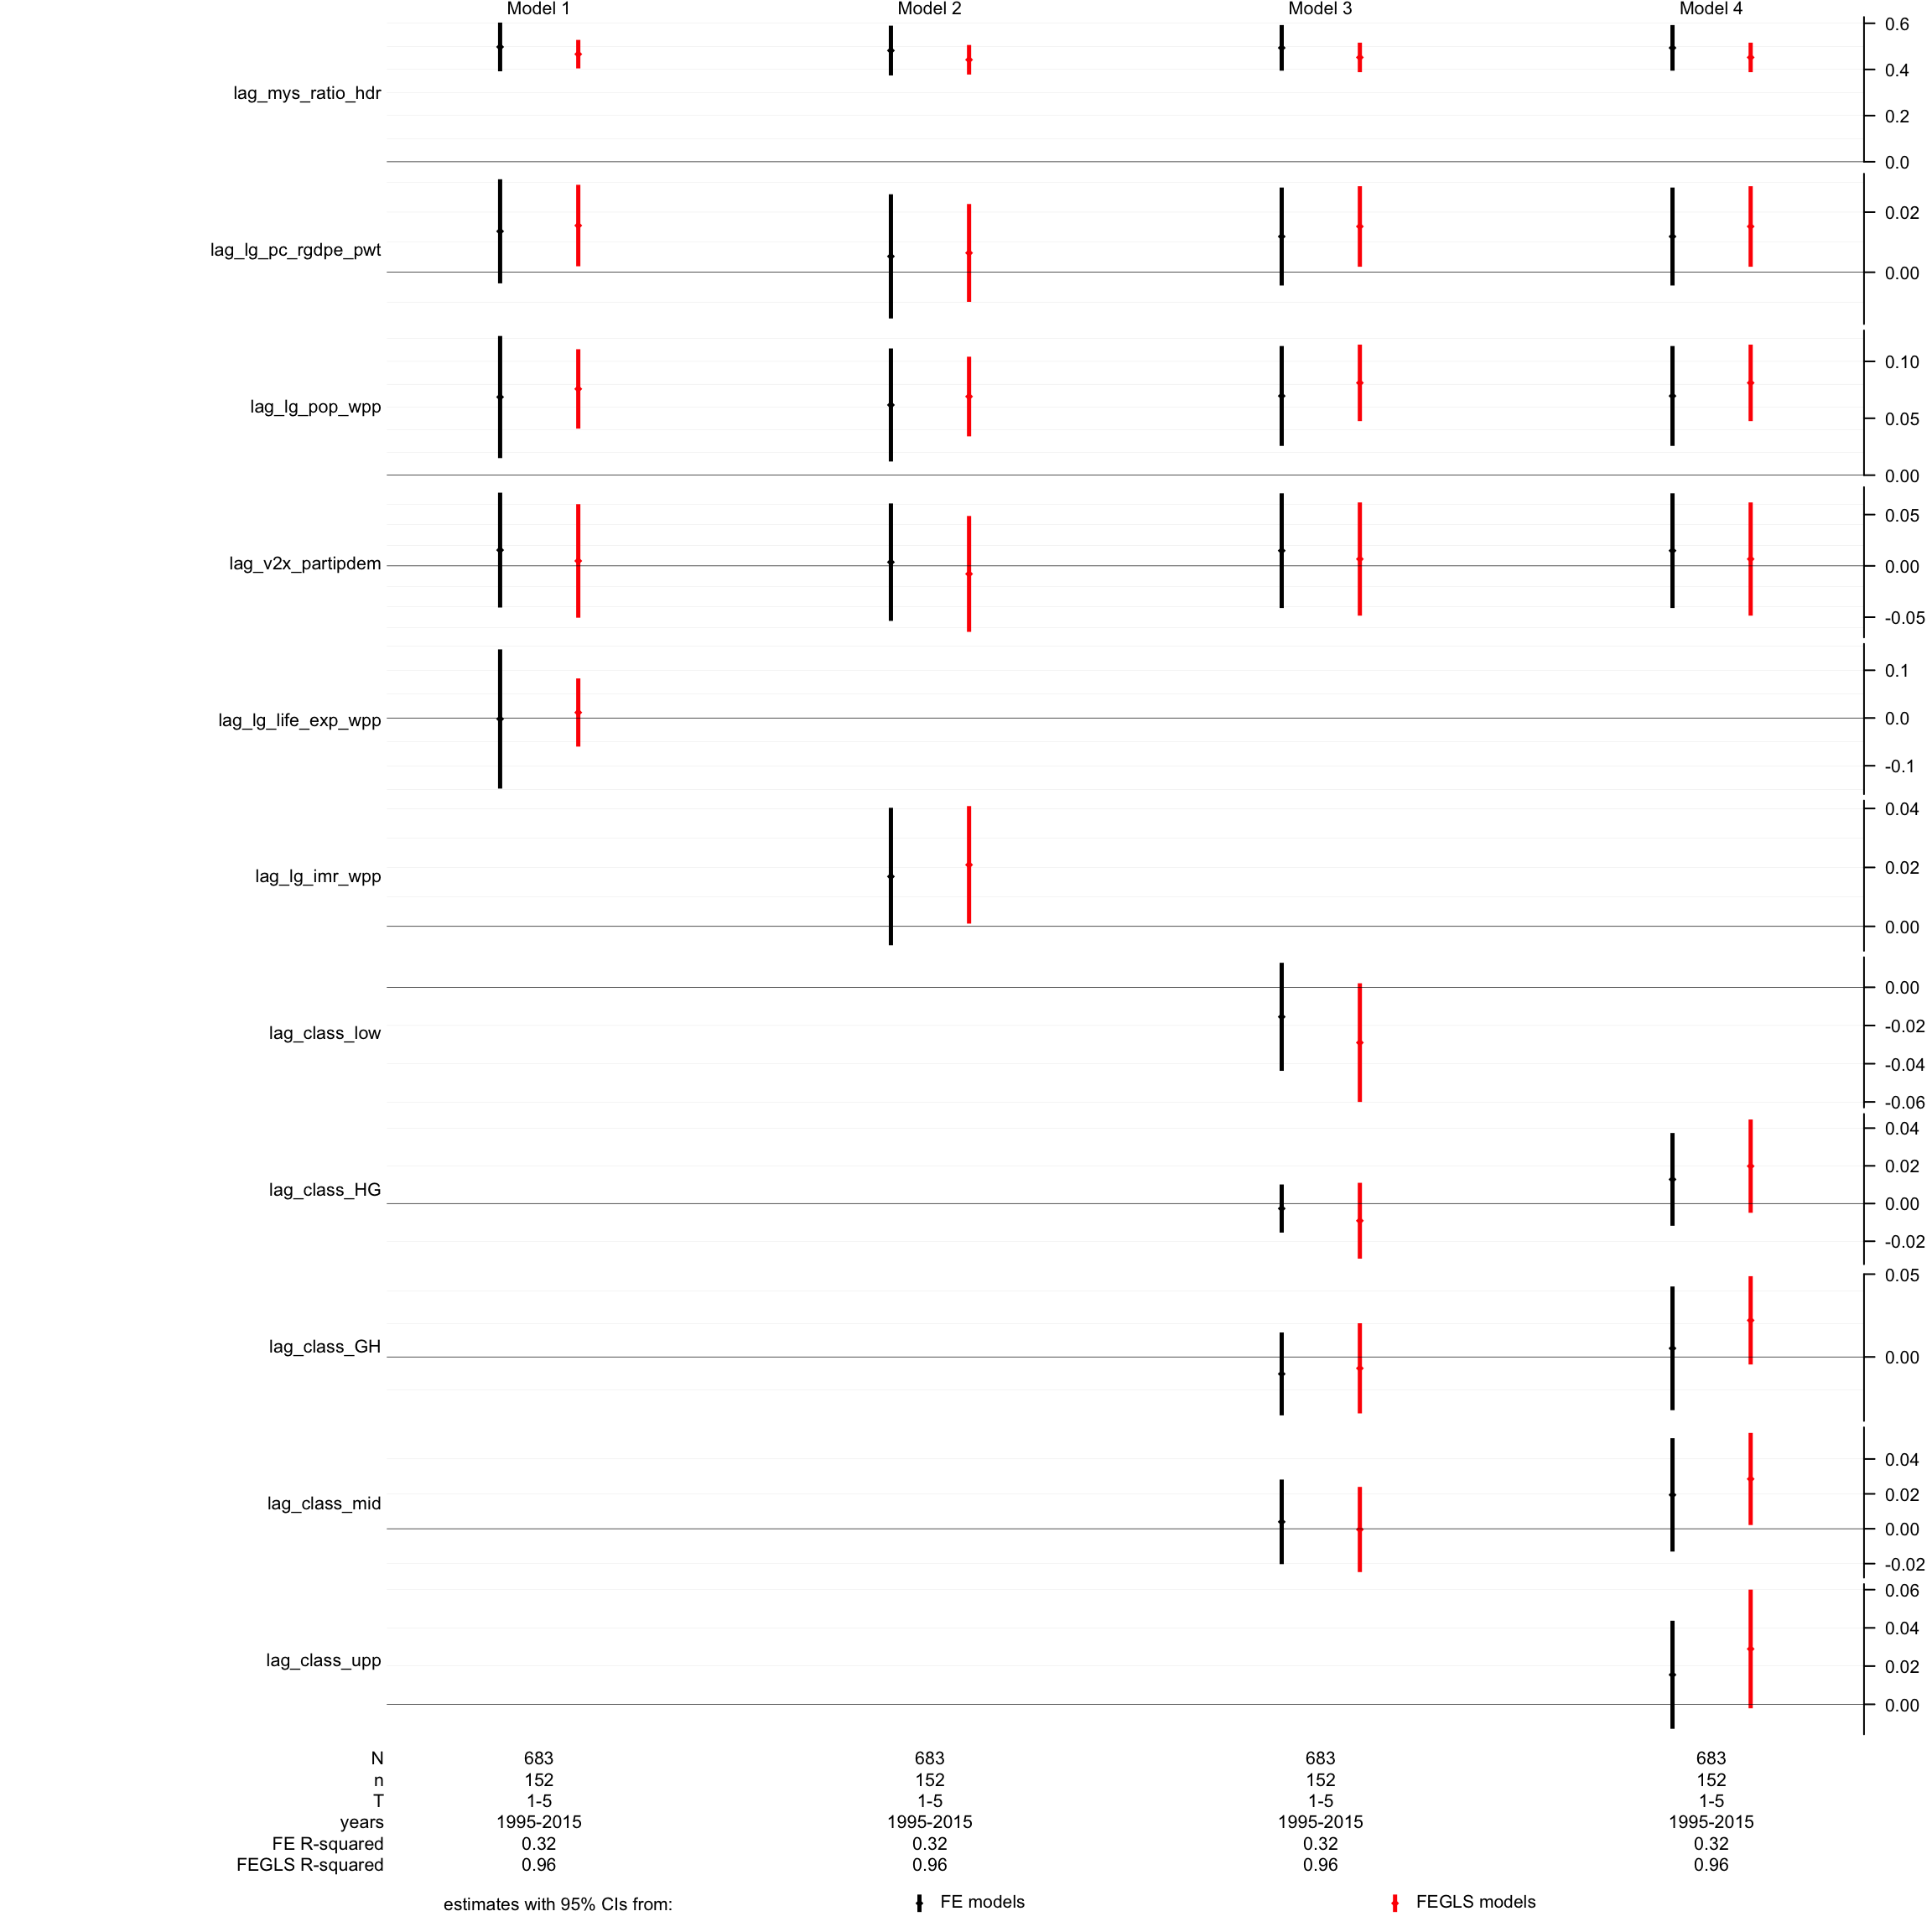 Model 1 Model 2 Model 3 Model 4
lag_mys_ratio_hdr
0.6
0.4
0.2
0.0
lag_lg_pc_rgdpe_pwt
0.02
0.00
lag_lg_pop_wpp
0.10
0.05
0.00
lag_v2x_partipdem
0.05
0.00
-0.05
lag_lg_life_exp_wpp
0.1
0.0
-0.1
lag_lg_imr_wpp
0.04
0.02
0.00
lag_class_low
0.00
-0.02
-0.04
-0.06
lag_class_HG
0.04
0.02
0.00
-0.02
lag_class_GH
0.05
0.00
lag_class_mid
0.04
0.02
0.00
-0.02
lag_class_upp
0.06
0.04
0.02
0.00
N 683 683 683 683
n 152 152 152 152
T 1-5 1-5 1-5 1-5
years 1995-2015 1995-2015 1995-2015 1995-2015
FE R-squared 0.32 0.32 0.32 0.32
FEGLS R-squared 0.96 0.96 0.96 0.96
estimates with 95% CIs from: FE models FEGLS models